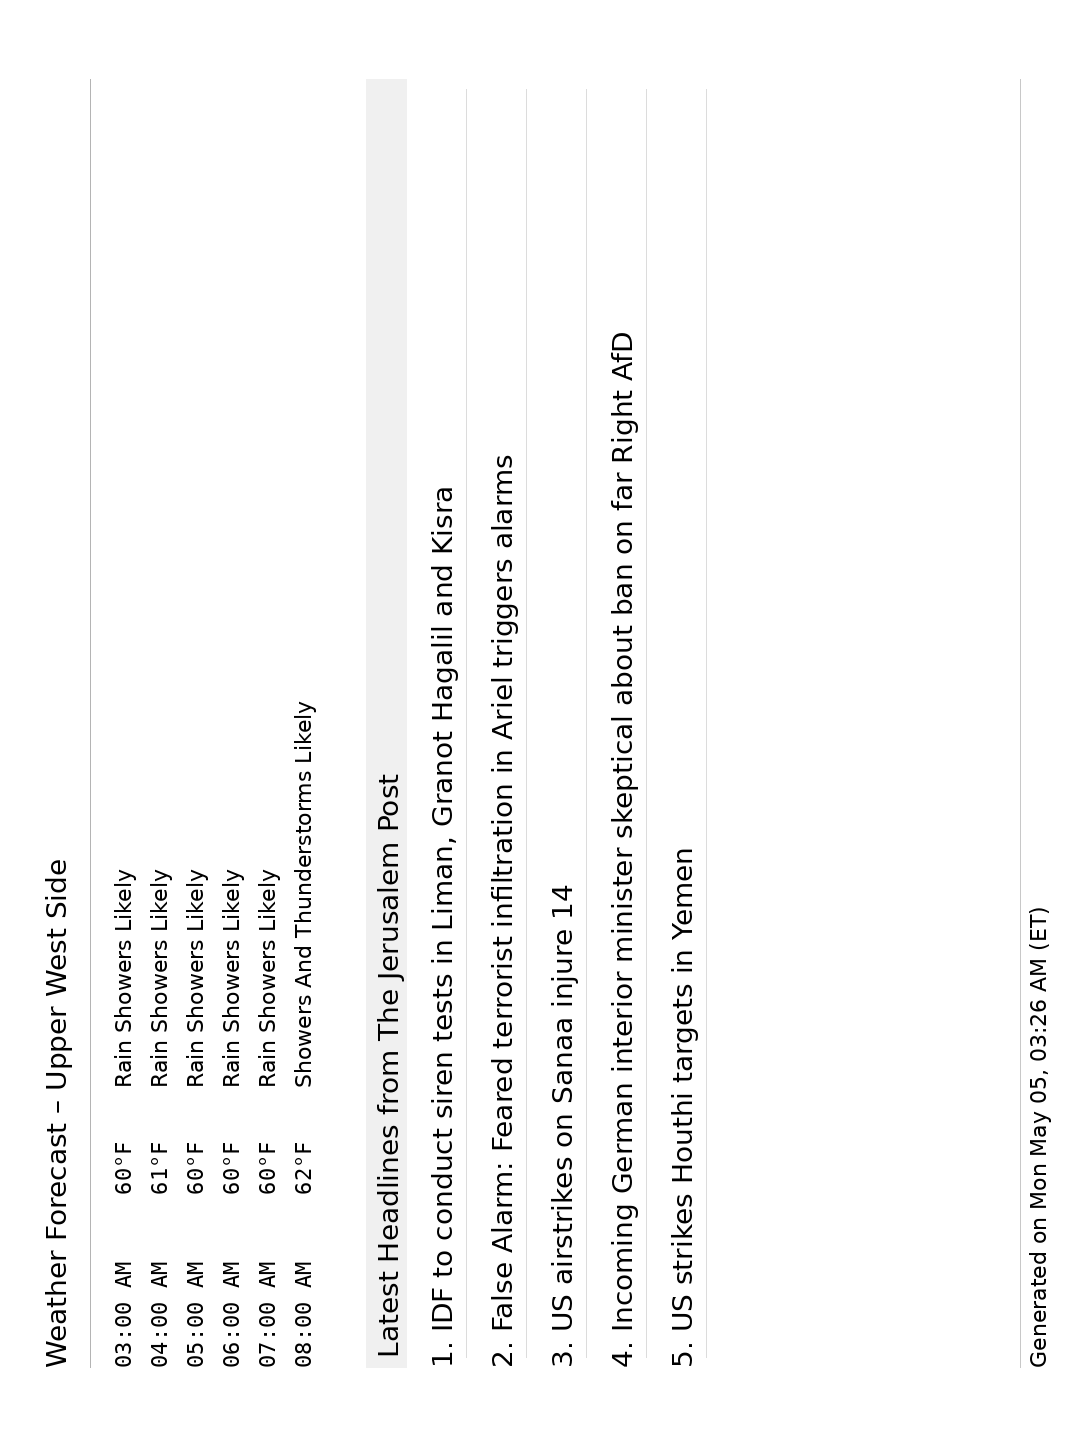 Weather Forecast – Upper West Side
03:00 AM 60°F Rain Showers Likely
04:00 AM 61°F Rain Showers Likely
05:00 AM 60°F Rain Showers Likely
06:00 AM 60°F Rain Showers Likely
07:00 AM 60°F Rain Showers Likely
08:00 AM 62°F Showers And Thunderstorms Likely
Latest Headlines from The Jerusalem Post
1. IDF to conduct siren tests in Liman, Granot Hagalil and Kisra
2. False Alarm: Feared terrorist infiltration in Ariel triggers alarms
3. US airstrikes on Sanaa injure 14
4. Incoming German interior minister skeptical about ban on far Right AfD
5. US strikes Houthi targets in Yemen
Generated on Mon May 05, 03:26 AM (ET)